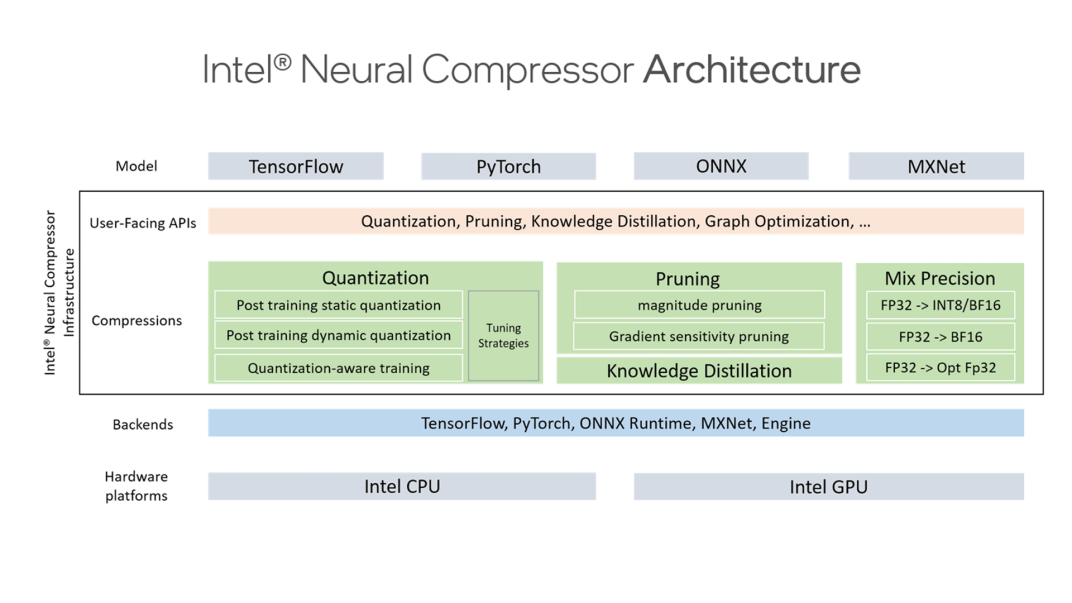 Intel® Neural Compressor Architecture
Model
TensorFlow
PyTorch
ONNX
MXNet
Intel® Neural Compressor
Infrastructure
User-Facing APIs
Quantization, Pruning, Knowledge Distillation, Graph Optimization, ...
Compressions
Quantization
Post training static quantization
Post training dynamic quantization
Quantization-aware training
Tuning
Strategies
Pruning
magnitude pruning
Gradient sensitivity pruning
Knowledge Distillation
Mix Precision
FP32 -> INT8/BF16
FP32 -> BF16
FP32 -> Opt Fp32
Backends
TensorFlow, PyTorch, ONNX Runtime, MXNet, Engine
Hardware
platforms
Intel CPU
Intel GPU